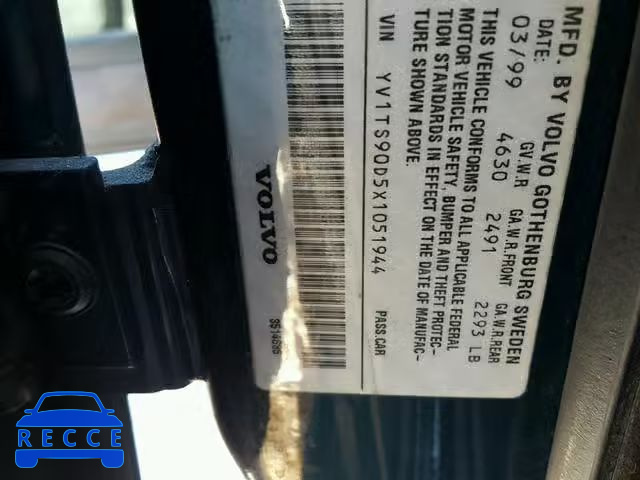 MFD. BY VOLVO GOTHENBURG SWEDEN
DATE: G.V.W.R GA.W.R.FRONT GA.W.R.REAR
03/99 4630 2491 2293 LB
THIS VEHICLE CONFORMS TO ALL APPLICABLE FEDERAL
MOTOR VEHICLE SAFETY, BUMPER AND THEFT PROTEC-
TION STANDARDS IN EFFECT ON THE DATE OF MANUFAC-
TURE SHOWN ABOVE.
VIN YV1TS90D5X1051944 PASS.CAR
VOLVO
RECCE